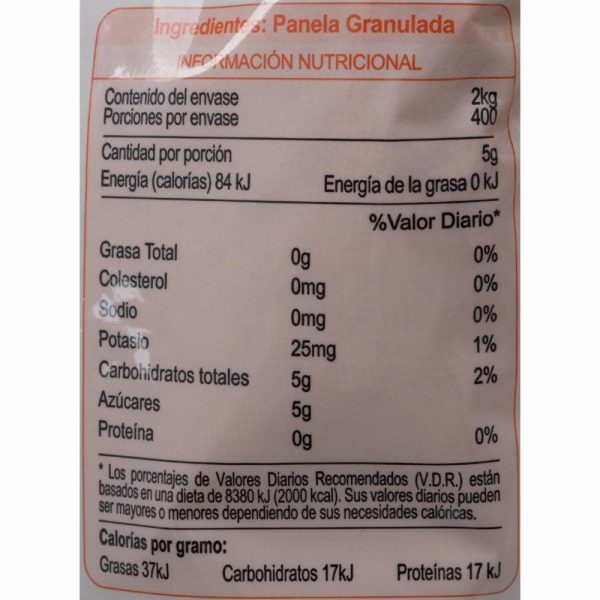 Ingredientes: Panela Granulada
INFORMACIÓN NUTRICIONAL
Contenido del envase 2kg
Porciones por envase 400
Cantidad por porción 5g
Energía (calorías) 84 kJ Energía de la grasa 0 kJ
%Valor Diario*
Grasa Total 0g 0%
Colesterol 0mg 0%
Sodio 0mg 0%
Potasio 25mg 1%
Carbohidratos totales 5g 2%
Azúcares 5g
Proteína 0g 0%
* Los porcentajes de Valores Diarios Recomendados (V.D.R.) están
basados en una dieta de 8380 kJ (2000 kcal). Sus valores diarios pueden
ser mayores o menores dependiendo de sus necesidades calóricas.
Calorías por gramo:
Grasas 37kJ Carbohidratos 17kJ Proteínas 17 kJ